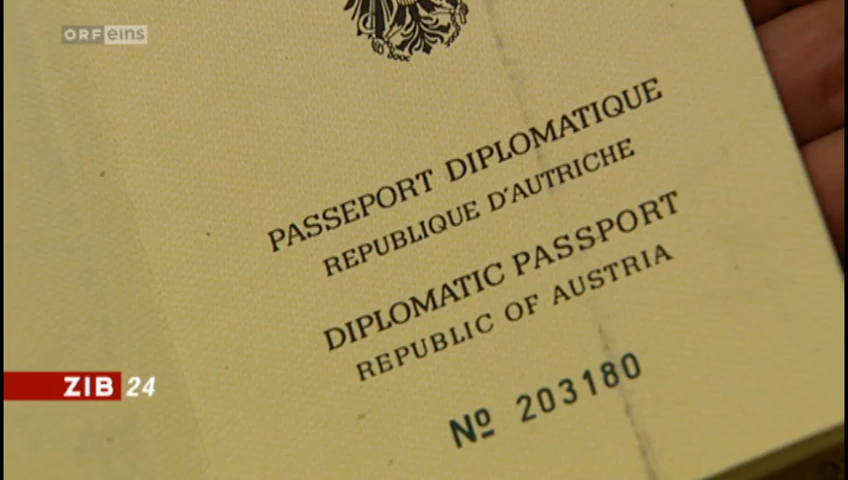 ORF eins
PASSEPORT DIPLOMATIQUE
REPUBLIQUE D'AUTRICHE
DIPLOMATIC PASSPORT
REPUBLIC OF AUSTRIA
Nº 203180
ZIB 24